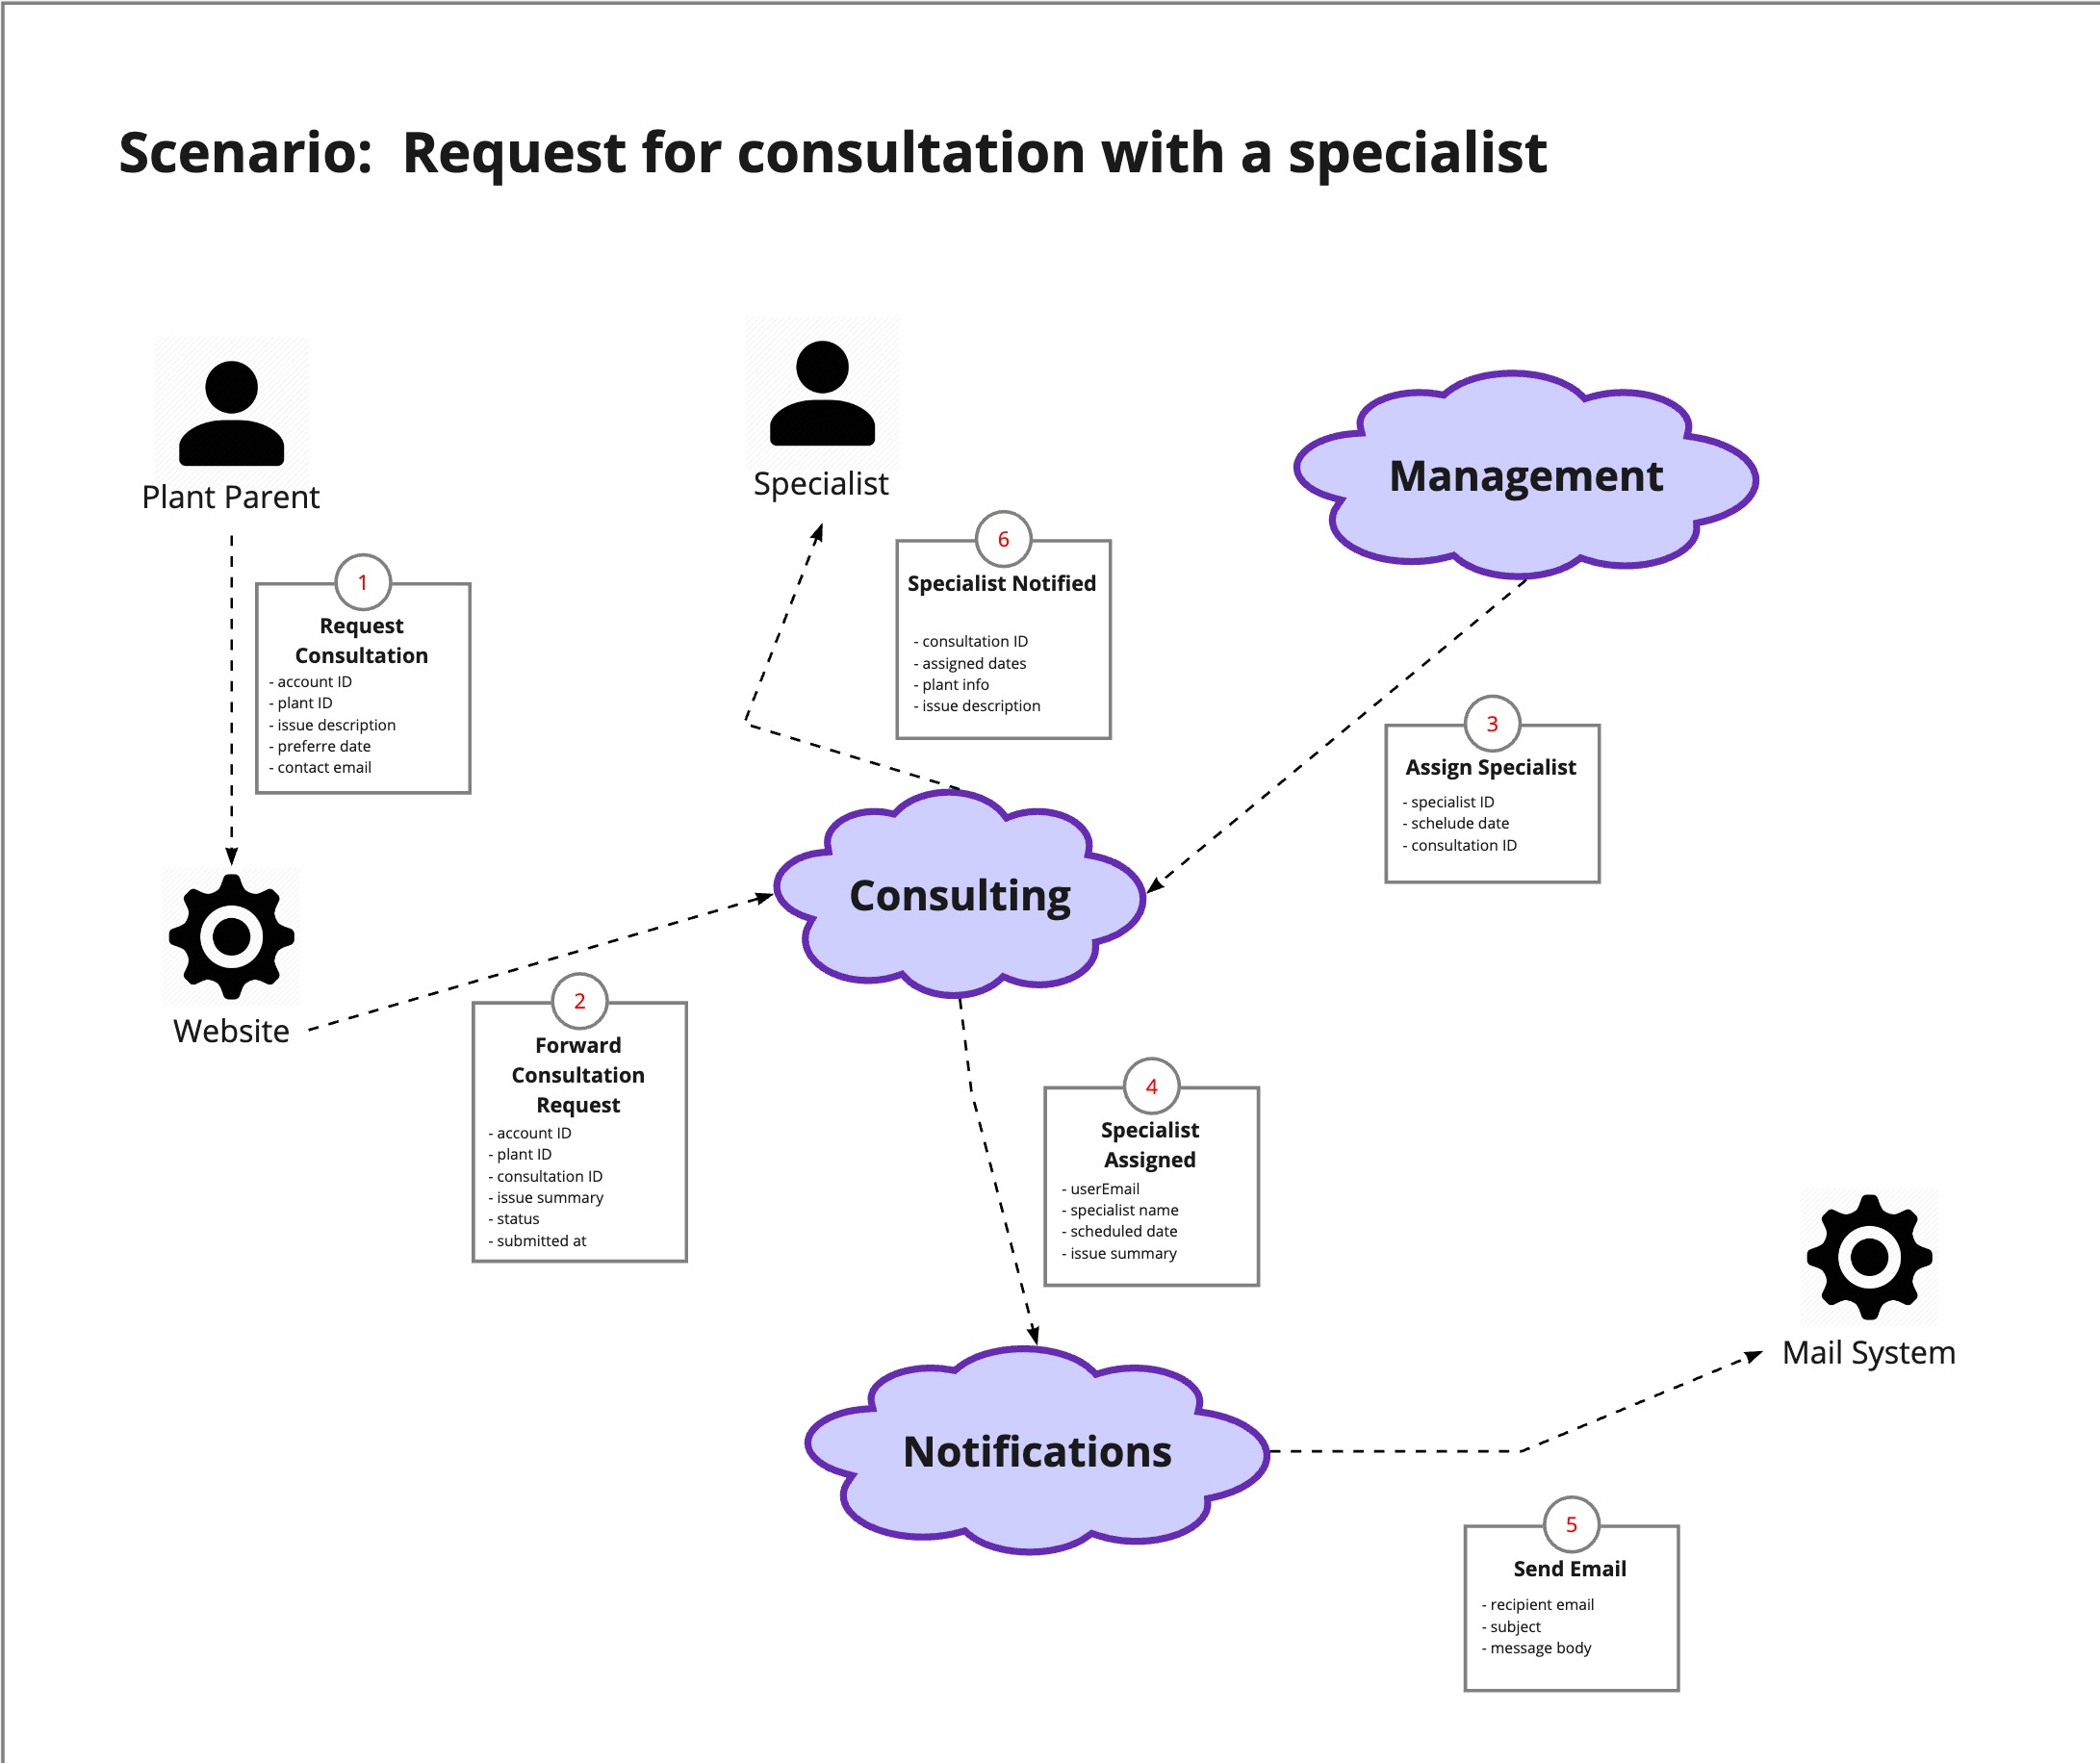 Scenario:  Request for consultation with a specialist
Plant Parent
Specialist
Management
1
Request
Consultation
- account ID
- plant ID
- issue description
- preferre date
- contact email
6
Specialist Notified
- consultation ID
- assigned dates
- plant info
- issue description
3
Assign Specialist
- specialist ID
- schelude date
- consultation ID
Consulting
Website
2
Forward
Consultation
Request
- account ID
- plant ID
- consultation ID
- issue summary
- status
- submitted at
4
Specialist
Assigned
- userEmail
- specialist name
- scheduled date
- issue summary
Mail System
Notifications
5
Send Email
- recipient email
- subject
- message body